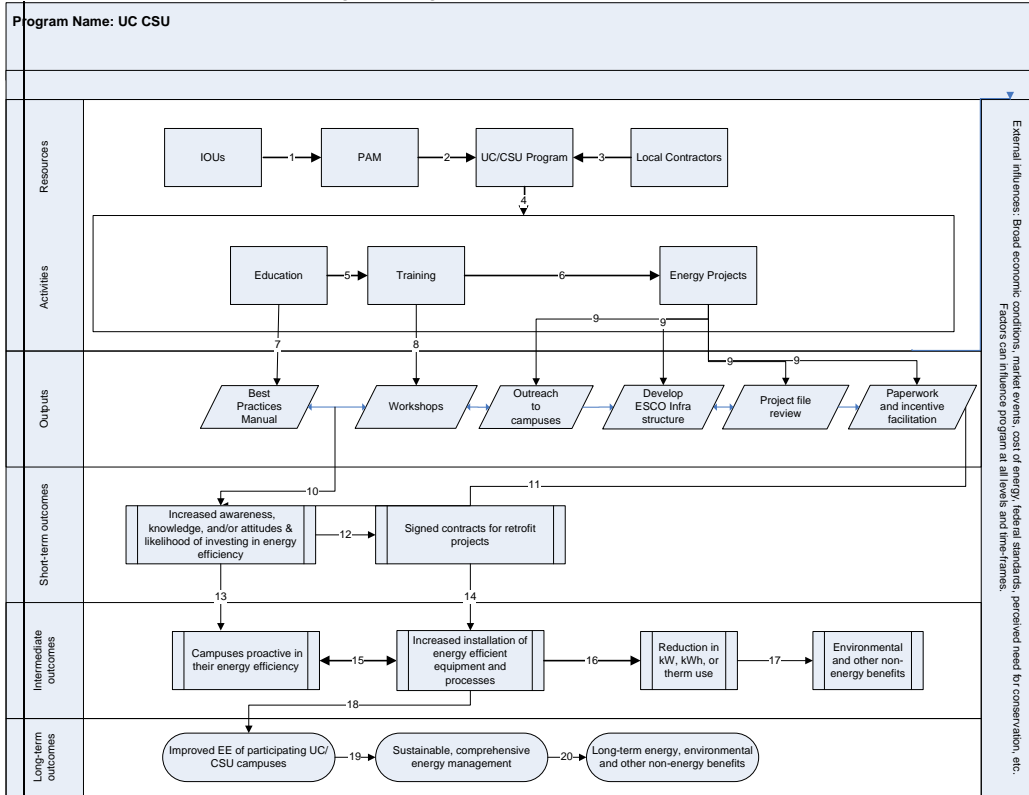 Program Name: UC CSU
Resources
IOUs
1
PAM
2
UC/CSU Program
3
Local Contractors
4
Activities
Education
5
Training
6
Energy Projects
7
8
9
9
9
9
Outputs
Best
Practices
Manual
Workshops
Outreach
to
campuses
Develop
ESCO Infra
structure
Project file
review
Paperwork
and incentive
facilitation
10
11
Short-term outcomes
Increased awareness,
knowledge, and/or attitudes &
likelihood of investing in energy
efficiency
12
Signed contracts for retrofit
projects
13
14
Intermediate
outcomes
Campuses proactive in
their energy efficiency
15
Increased installation of
energy efficient
equipment and
processes
16
Reduction in
kW, kWh, or
therm use
17
Environmental
and other non-
energy benefits
18
Long-term
outcomes
Improved EE of participating UC/
CSU campuses
19
Sustainable, comprehensive
energy management
20
Long-term energy, environmental
and other non-energy benefits
External influences: Broad economic conditions, market events, cost of energy, federal standards, perceived need for conservation, etc.
Factors can influence program at all levels and time-frames.